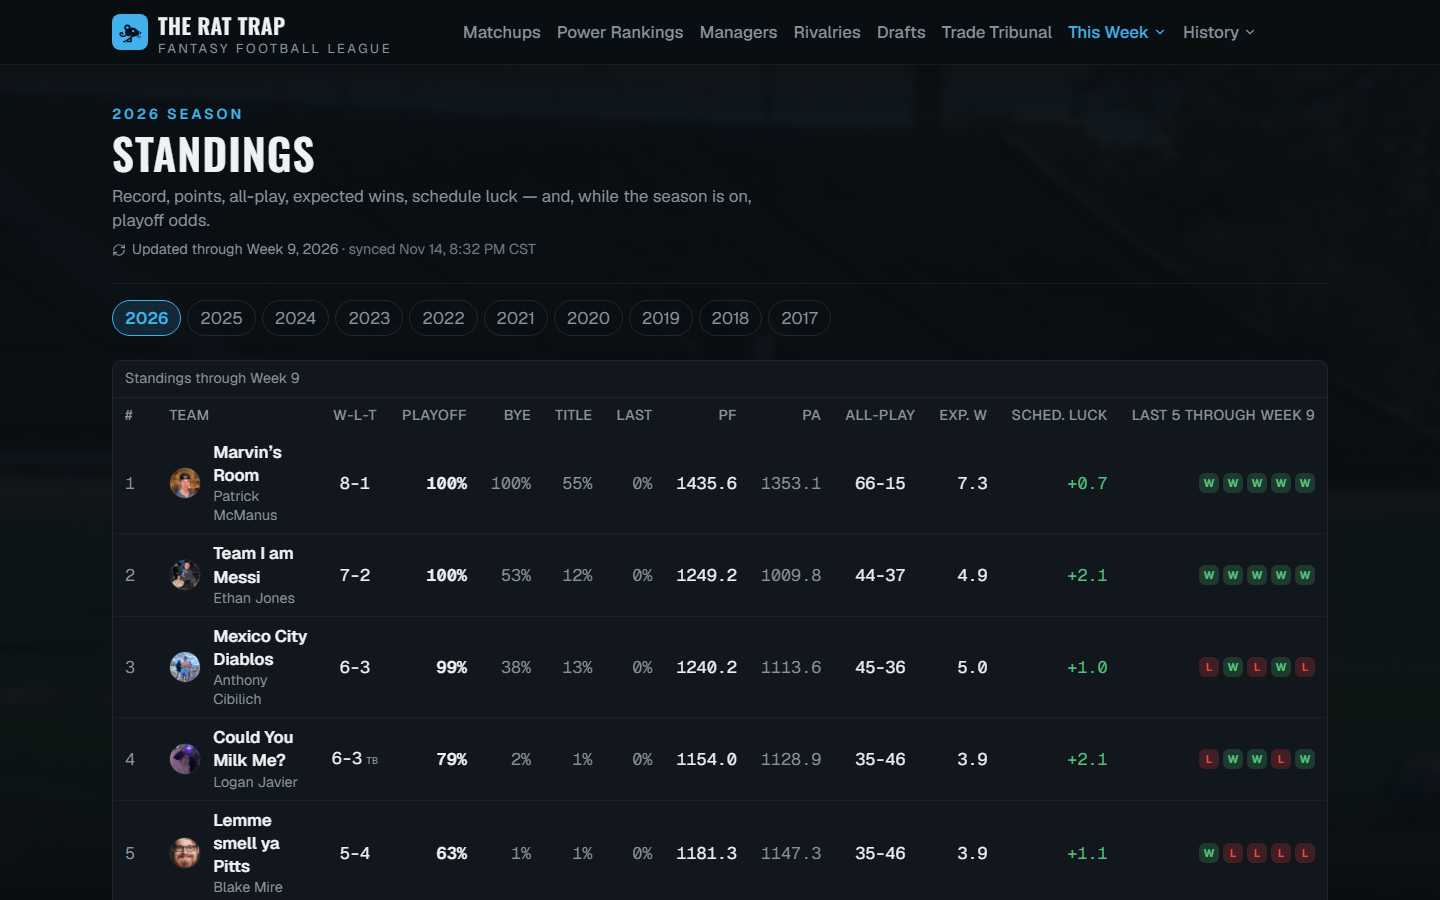 THE RAT TRAP
FANTASY FOOTBALL LEAGUE
Matchups Power Rankings Managers Rivalries Drafts Trade Tribunal This Week History
2026 SEASON
STANDINGS
Record, points, all-play, expected wins, schedule luck — and, while the season is on,
playoff odds.
Updated through Week 9, 2026 · synced Nov 14, 8:32 PM CST
2026 2025 2024 2023 2022 2021 2020 2019 2018 2017
Standings through Week 9
# TEAM W-L-T PLAYOFF BYE TITLE LAST PF PA ALL-PLAY EXP. W SCHED. LUCK LAST 5 THROUGH WEEK 9
Marvin’s
Room
1 8-1 100% 100% 55% 0% 1435.6 1353.1 66-15 7.3 +0.7 W W W W W
Patrick
McManus
Team I am
Messi
2 7-2 100% 53% 12% 0% 1249.2 1009.8 44-37 4.9 +2.1 W W W W W
Ethan Jones
Mexico City
Diablos
3 6-3 99% 38% 13% 0% 1240.2 1113.6 45-36 5.0 +1.0 L W L W L
Anthony
Cibilich
Could You
Milk Me?
4 6-3 TB 79% 2% 1% 0% 1154.0 1128.9 35-46 3.9 +2.1 L W W L W
Logan Javier
Lemme
smell ya
Pitts
5 5-4 63% 1% 1% 0% 1181.3 1147.3 35-46 3.9 +1.1 W L L L L
Blake Mire